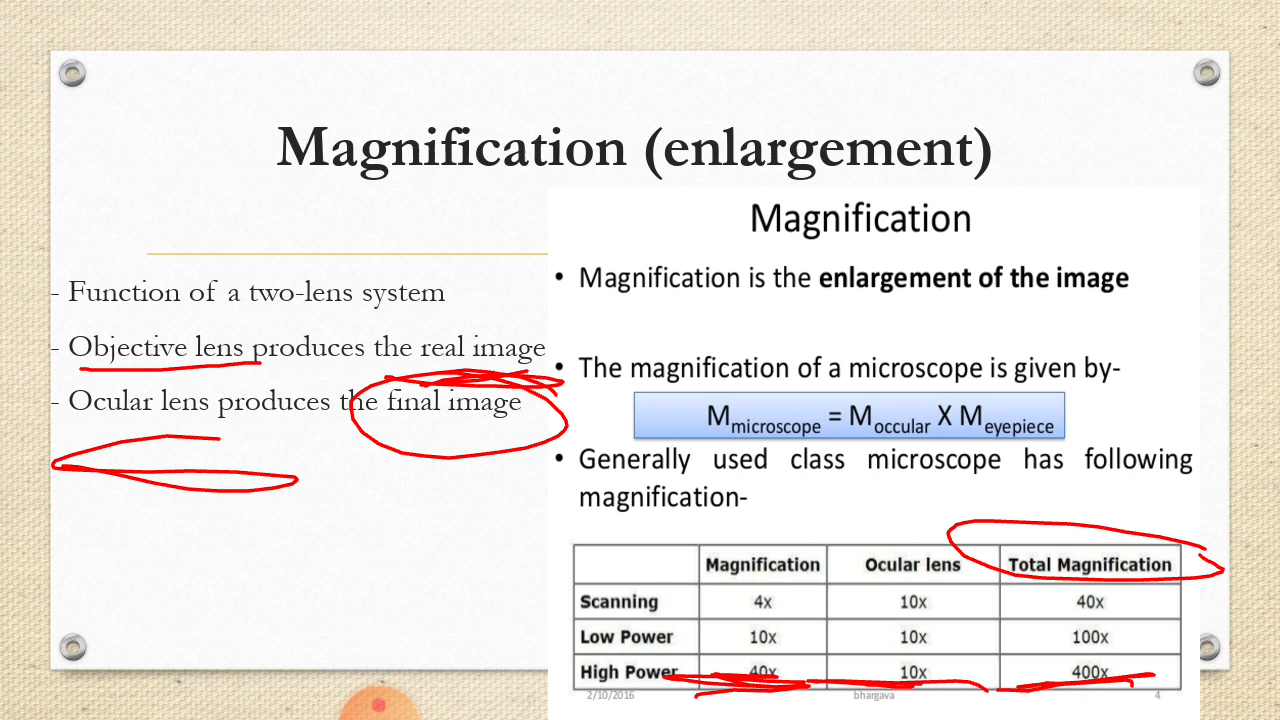 Magnification (enlargement)
- Function of a two-lens system
- Objective lens produces the real image
- Ocular lens produces the final image
Magnification
• Magnification is the enlargement of the image
• The magnification of a microscope is given by-
Mmicroscope = Moccular X Meyepiece
• Generally used class microscope has following
magnification-
Magnification Ocular lens Total Magnification
Scanning 4x 10x 40x
Low Power 10x 10x 100x
High Power 40x 10x 400x
2/10/2016 bhargava 4